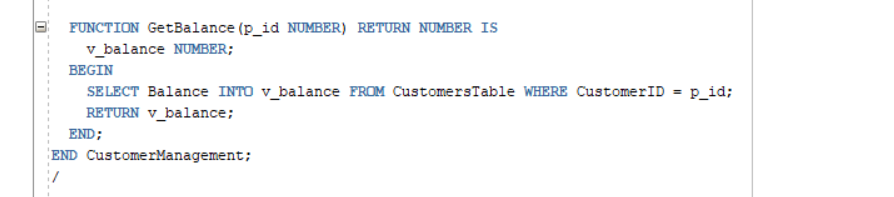 FUNCTION GetBalance(p_id NUMBER) RETURN NUMBER IS
v_balance NUMBER;
BEGIN
SELECT Balance INTO v_balance FROM CustomersTable WHERE CustomerID = p_id;
RETURN v_balance;
END;
END CustomerManagement;
/